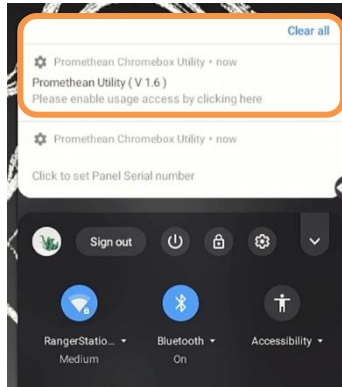 Clear all
Promethean Chromebox Utility • now
Promethean Utility ( V 1.6 )
Please enable usage access by clicking here
Promethean Chromebox Utility • now
Click to set Panel Serial number
Sign out
RangerStatio...
Medium
Bluetooth
On
Accessibility